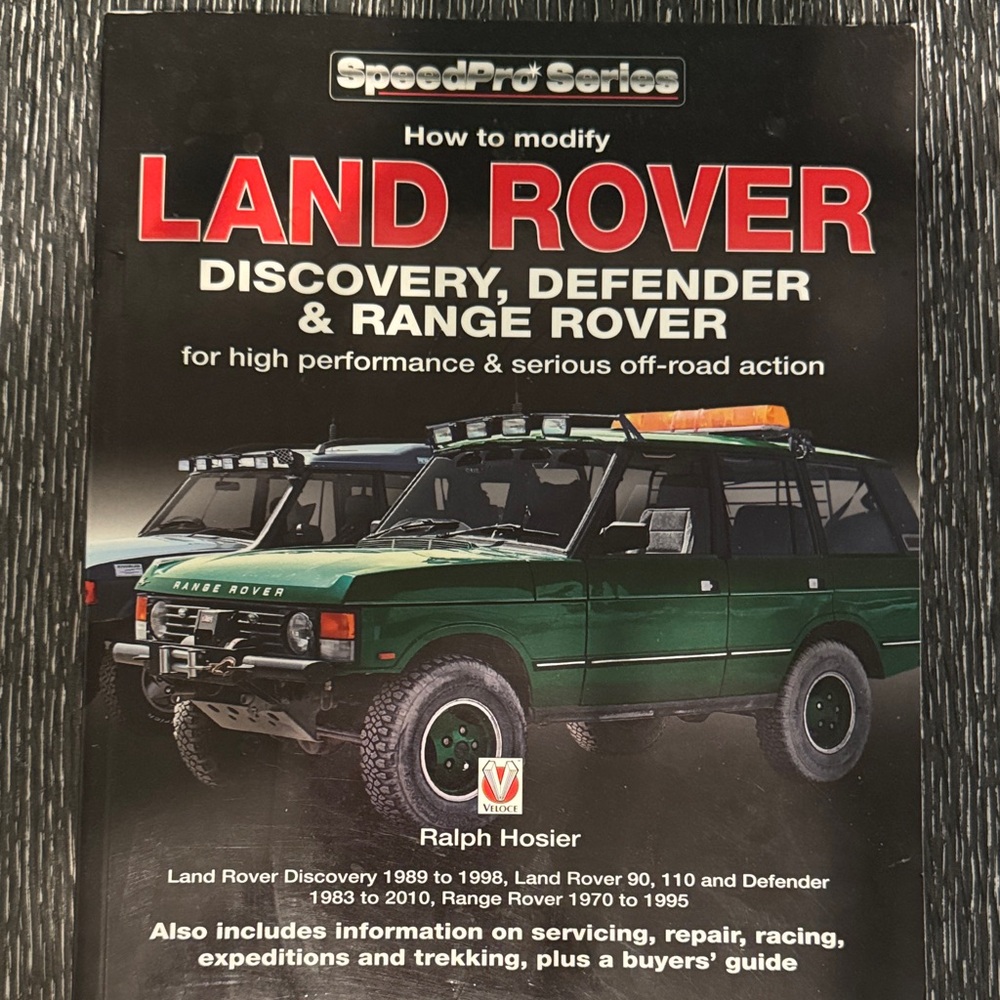 SpeedPro Series
How to modify
LAND ROVER
DISCOVERY, DEFENDER
& RANGE ROVER
for high performance & serious off-road action
RANGE ROVER
VELOCE
Ralph Hosier
Land Rover Discovery 1989 to 1998, Land Rover 90, 110 and Defender
1983 to 2010, Range Rover 1970 to 1995
Also includes information on servicing, repair, racing,
expeditions and trekking, plus a buyers' guide